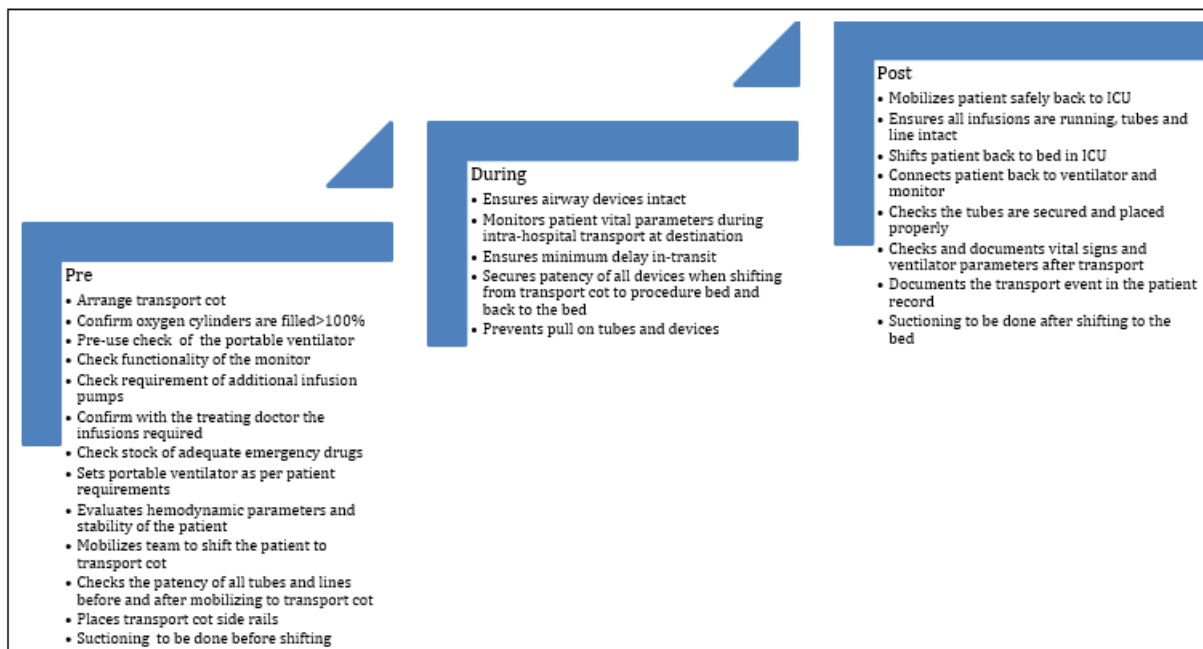 Pre
• Arrange transport cot
• Confirm oxygen cylinders are filled>100%
• Pre-use check of the portable ventilator
• Check functionality of the monitor
• Check requirement of additional infusion
pumps
• Confirm with the treating doctor the
infusions required
• Check stock of adequate emergency drugs
• Sets portable ventilator as per patient
requirements
• Evaluates hemodynamic parameters and
stability of the patient
• Mobilizes team to shift the patient to
transport cot
• Checks the patency of all tubes and lines
before and after mobilizing to transport cot
• Places transport cot side rails
• Suctioning to be done before shifting
During
• Ensures airway devices intact
• Monitors patient vital parameters during
intra-hospital transport at destination
• Ensures minimum delay in-transit
• Secures patency of all devices when shifting
from transport cot to procedure bed and
back to the bed
• Prevents pull on tubes and devices
Post
• Mobilizes patient safely back to ICU
• Ensures all infusions are running, tubes and
line intact
• Shifts patient back to bed in ICU
• Connects patient back to ventilator and
monitor
• Checks the tubes are secured and placed
properly
• Checks and documents vital signs and
ventilator parameters after transport
• Documents the transport event in the patient
record
• Suctioning to be done after shifting to the
bed